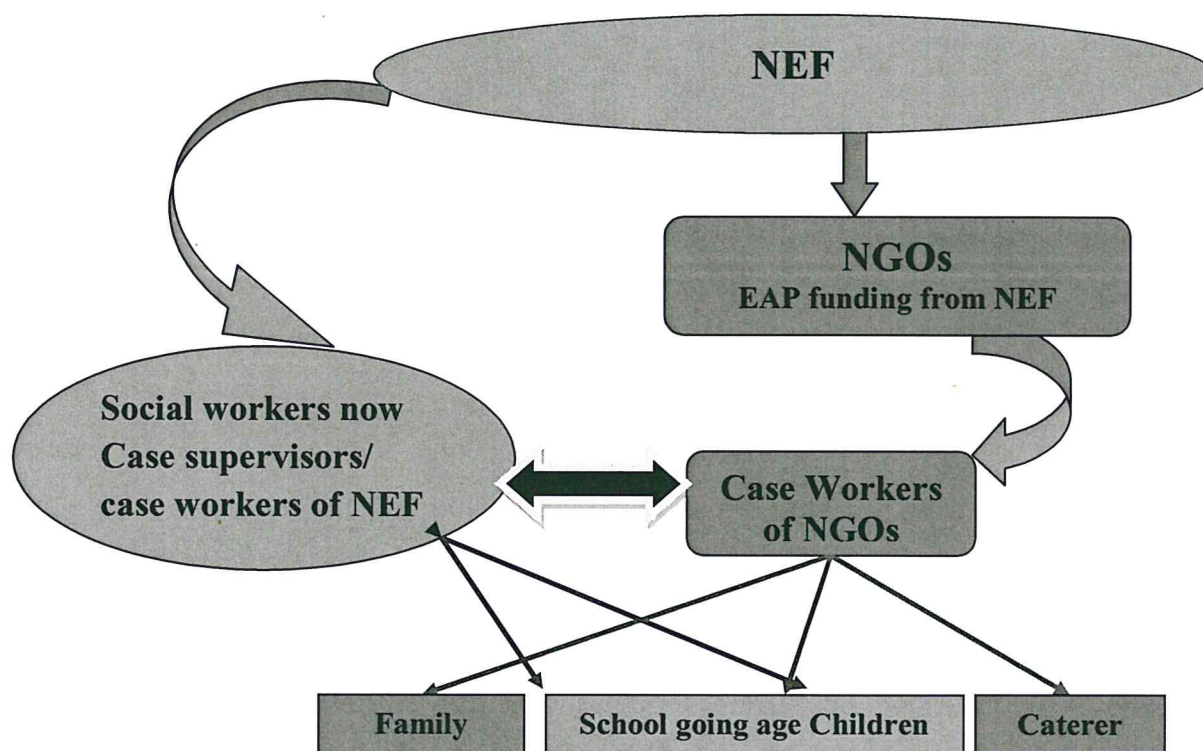 NEF
NGOs
EAP funding from NEF
Social workers now
Case supervisors/
case workers of NEF
Case Workers
of NGOs
Family
School going age Children
Caterer